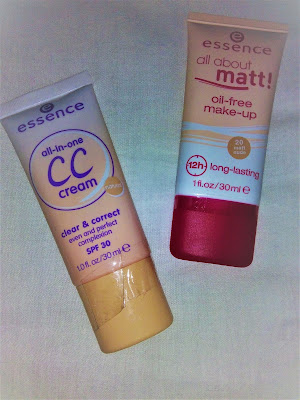 essence
all-in-one
CC
cream
clear & correct
even and perfect
complexion
SPF 30
1.0 fl.oz/30 ml e
essence
all about
matt!
oil-free
make-up
12h+ long-lasting
1 fl.oz/30 ml e